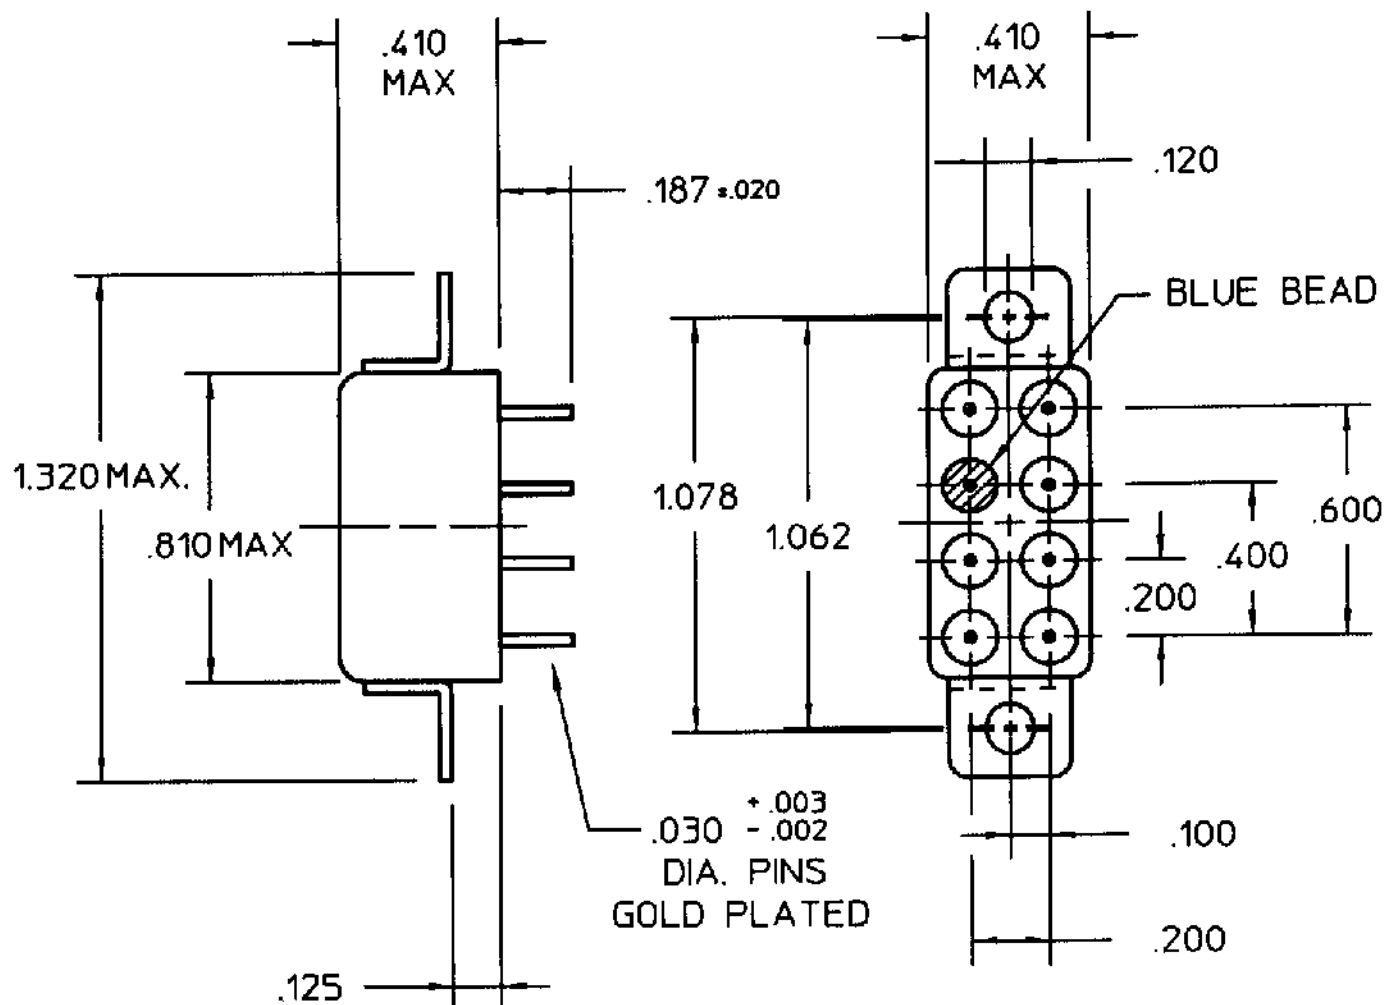 .410
MAX
.410
MAX
.120
.187 ±.020
BLUE BEAD
1.320 MAX.
.810 MAX
1.078
1.062
.600
.400
.200
.030 + .003 - .002
DIA. PINS
GOLD PLATED
.100
.200
.125